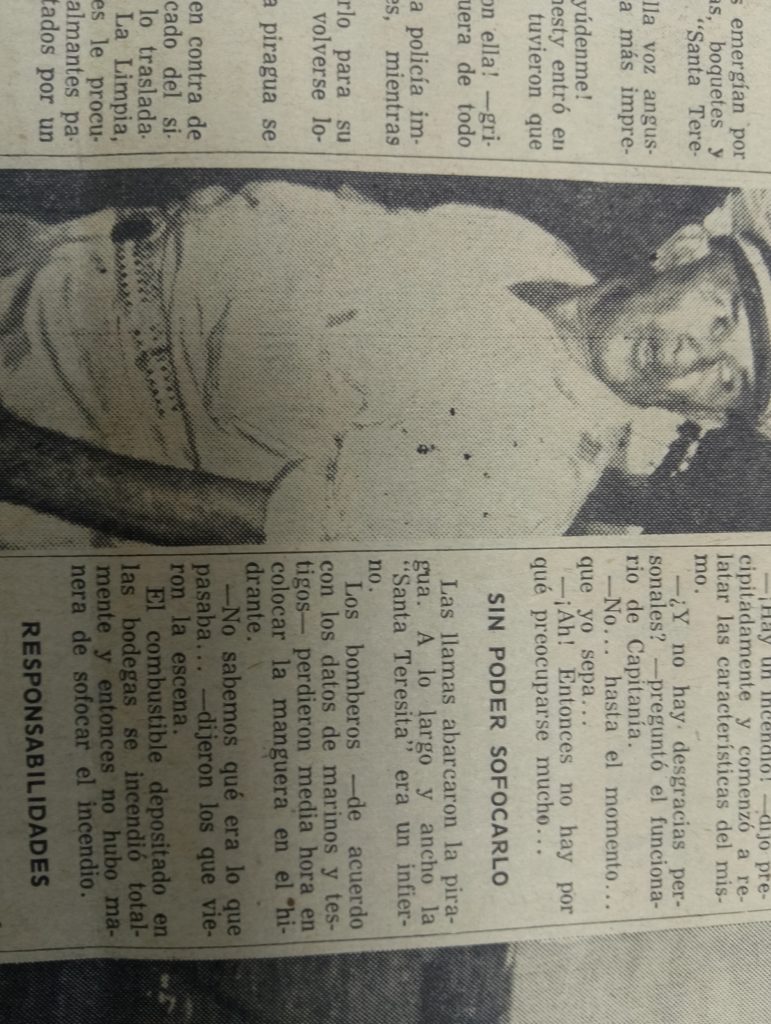 s emergían por
as, boquetes y
"Santa Tere-
lla voz angus-
a más impre-
yúdenme!
nesty entró en
tuvieron que
on ella! —gri-
uera de todo
a policía im-
es, mientras
rlo para su
volverse lo-
a piragua se
en contra de
cado del si-
lo traslada-
La Limpia,
es le procu-
almantes pa-
tados por un
—¡Hay un incendio! —dijo pre-
cipitadamente y comenzó a re-
latar las características del mis-
mo.
—¿Y no hay desgracias per-
sonales? —preguntó el funciona-
rio de Capitanía.
—No... hasta el momento...
que yo sepa...
—¡Ah! Entonces no hay por
qué preocuparse mucho...
SIN PODER SOFOCARLO
Las llamas abarcaron la pira-
gua. A lo largo y ancho la
"Santa Teresita" era un infier-
no.
Los bomberos —de acuerdo
con los datos de marinos y tes-
tigos— perdieron media hora en
colocar la manguera en el hi-
drante.
—No sabemos qué era lo que
pasaba... —dijeron los que vie-
ron la escena.
El combustible depositado en
las bodegas se incendió total-
mente y entonces no hubo ma-
nera de sofocar el incendio.
RESPONSABILIDADES